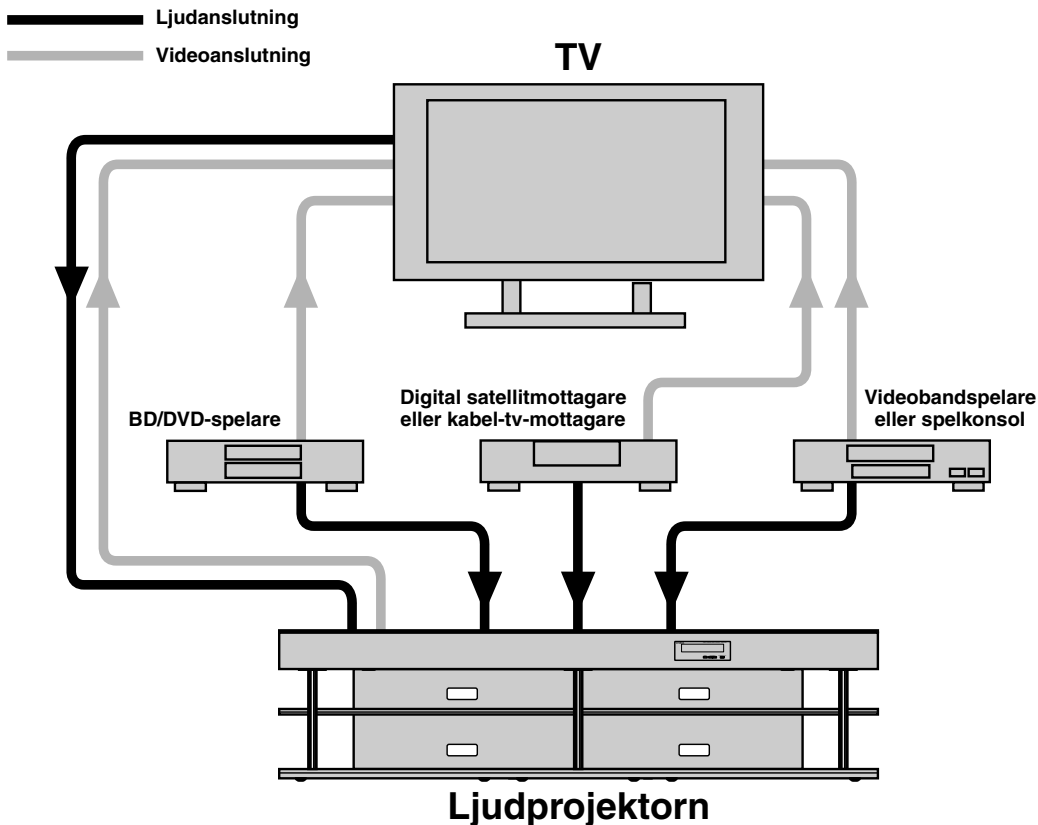 Ljudanslutning
Videoanslutning
TV
BD/DVD-spelare
Digital satellitmottagare
eller kabel-tv-mottagare
Videobandspelare
eller spelkonsol
Ljudprojektorn